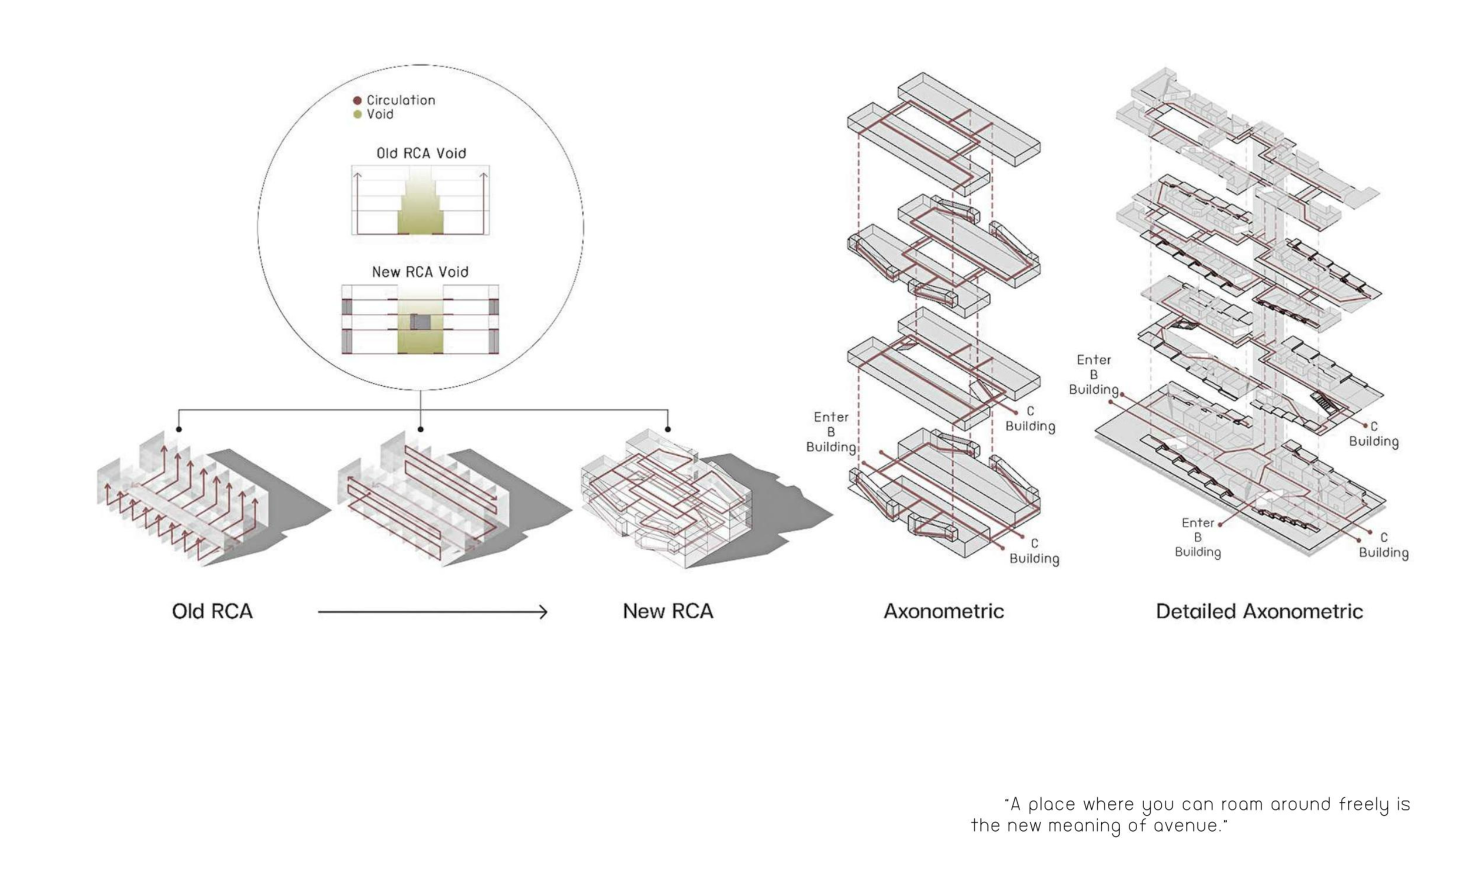 Circulation
Void
Old RCA Void
New RCA Void
Old RCA
New RCA
Enter
B
Building
C
Building
C
Building
Axonometric
Enter
B
Building
C
Building
Enter
B
Building
C
Building
Detailed Axonometric
"A place where you can roam around freely is
the new meaning of avenue."